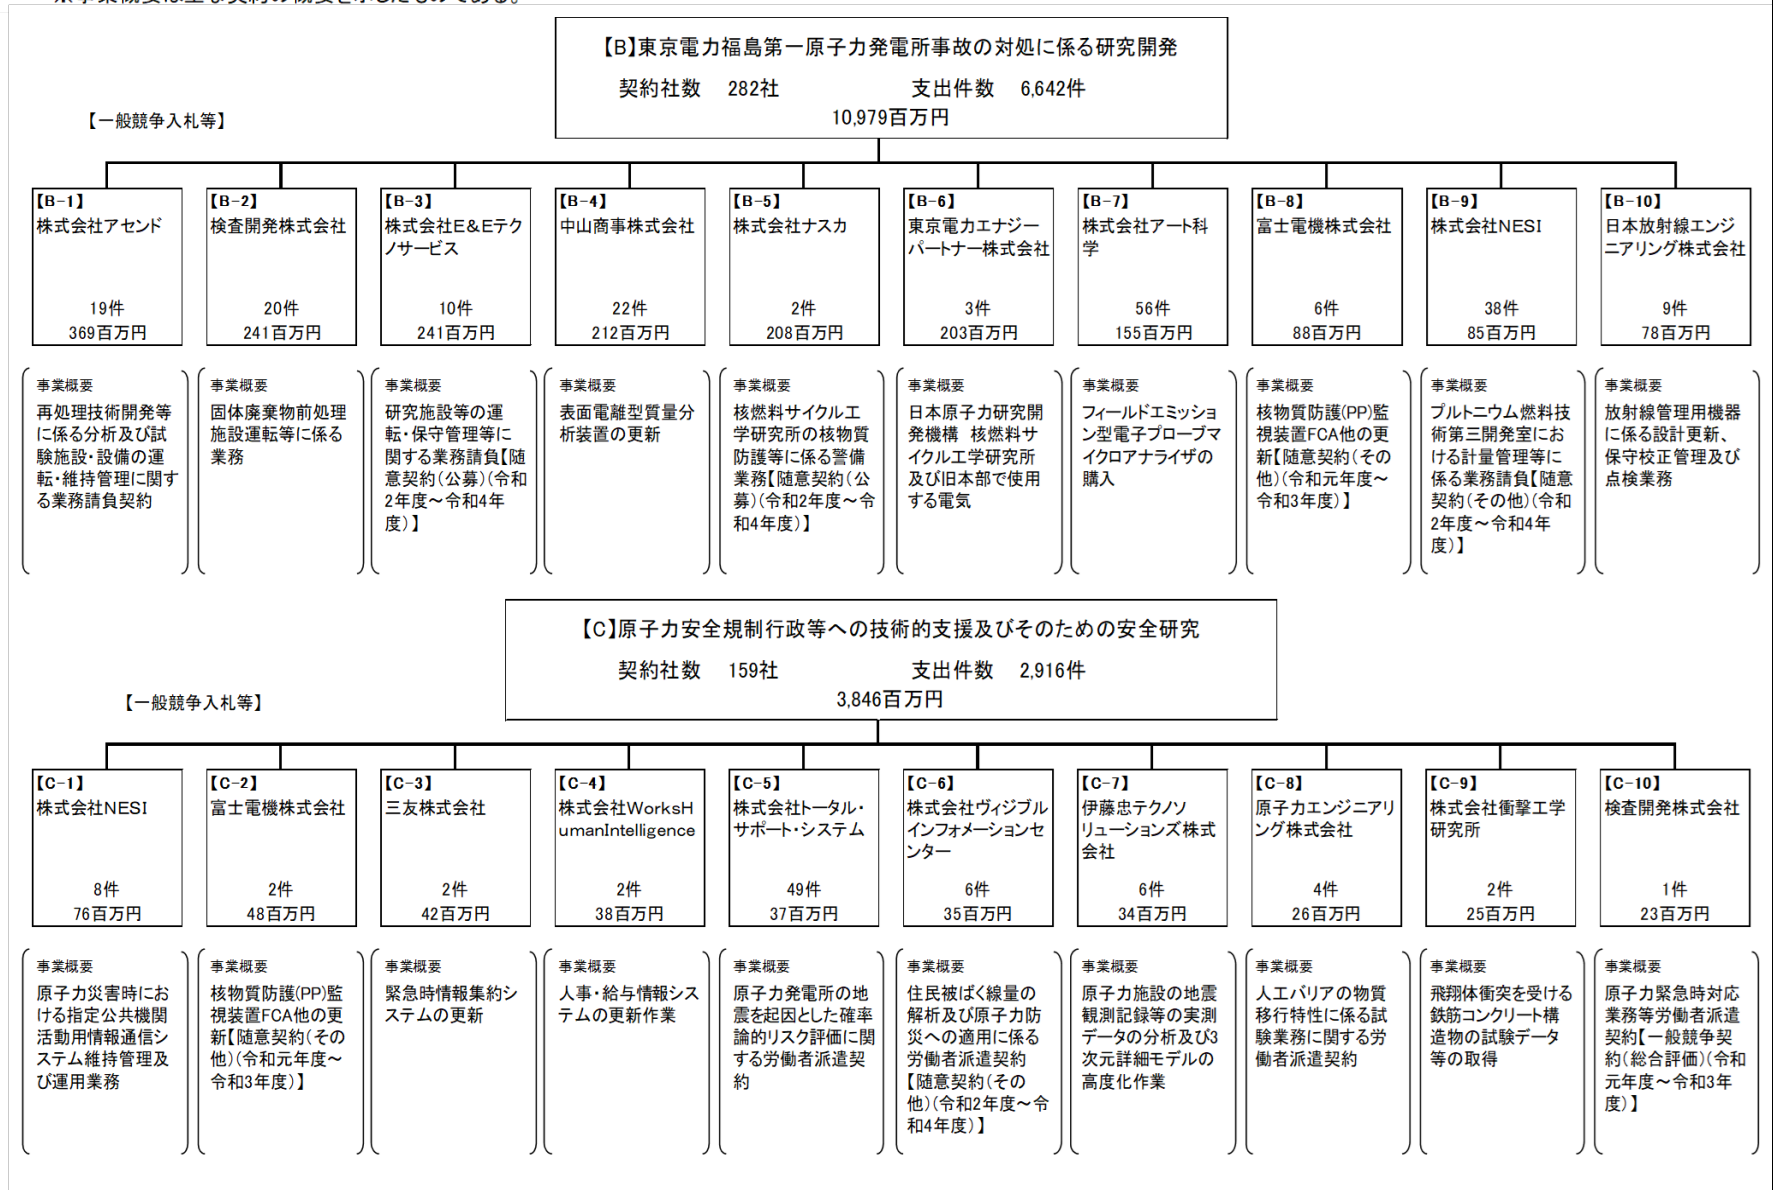 ※事業概要は主な契約の概要を示したものである。
【B】東京電力福島第一原子力発電所事故の対処に係る研究開発
契約社数　282社　支出件数　6,642件
10,979百万円
【一般競争入札等】
【B-1】
株式会社アセンド
19件
369百万円
【B-2】
検査開発株式会社
20件
241百万円
【B-3】
株式会社E&Eテク
ノサービス
10件
241百万円
【B-4】
中山商事株式会社
22件
212百万円
【B-5】
株式会社ナスカ
2件
208百万円
【B-6】
東京電力エナジー
パートナー株式会社
3件
203百万円
【B-7】
株式会社アート科
学
56件
155百万円
【B-8】
富士電機株式会社
6件
88百万円
【B-9】
株式会社NESI
38件
85百万円
【B-10】
日本放射線エンジ
ニアリング株式会社
9件
78百万円
事業概要
再処理技術開発等
に係る分析及び試
験施設・設備の運
転・維持管理に関す
る業務請負契約
事業概要
固体廃棄物前処理
施設運転等に係る
業務
事業概要
研究施設等の運
転・保守管理等に
関する業務請負【随
意契約（公募）（令和
2年度～令和4年
度）】
事業概要
表面電離型質量分
析装置の更新
事業概要
核燃料サイクル工
学研究所の核物質
防護等に係る警備
業務【随意契約（公
募）（令和2年度～令
和4年度）】
事業概要
日本原子力研究開
発機構　核燃料サ
イクル工学研究所
及び旧本部で使用
する電気
事業概要
フィールドエミッショ
ン型電子プローブマ
イクロアナライザの
購入
事業概要
核物質防護(PP)監
視装置FCA他の更
新【随意契約（その
他）（令和元年度～
令和3年度）】
事業概要
プルトニウム燃料技
術第三開発室にお
ける計量管理等に
係る業務請負【随意
契約（その他）（令和
2年度～令和4年
度）】
事業概要
放射線管理用機器
に係る設計更新、
保守校正管理及び
点検業務
【C】原子力安全規制行政等への技術的支援及びそのための安全研究
契約社数　159社　支出件数　2,916件
3,846百万円
【一般競争入札等】
【C-1】
株式会社NESI
8件
76百万円
【C-2】
富士電機株式会社
2件
48百万円
【C-3】
三友株式会社
2件
42百万円
【C-4】
株式会社WorksH
umanIntelligence
2件
38百万円
【C-5】
株式会社トータル・
サポート・システム
49件
37百万円
【C-6】
株式会社ヴィジブル
インフォメーションセ
ンター
6件
35百万円
【C-7】
伊藤忠テクノソ
リューションズ株式
会社
6件
34百万円
【C-8】
原子力エンジニアリ
ング株式会社
4件
26百万円
【C-9】
株式会社衝撃工学
研究所
2件
25百万円
【C-10】
検査開発株式会社
1件
23百万円
事業概要
原子力災害時にお
ける指定公共機関
活動用情報通信シ
ステム維持管理及
び運用業務
事業概要
核物質防護(PP)監
視装置FCA他の更
新【随意契約（その
他）（令和元年度～
令和3年度）】
事業概要
緊急時情報集約シ
ステムの更新
事業概要
人事・給与情報シス
テムの更新作業
事業概要
原子力発電所の地
震を起因とした確率
論的リスク評価に関
する労働者派遣契
約
事業概要
住民被ばく線量の
解析及び原子力防
災への適用に係る
労働者派遣契約
【随意契約（その
他）（令和2年度～令
和4年度）】
事業概要
原子力施設の地震
観測記録等の実測
データの分析及び3
次元詳細モデルの
高度化作業
事業概要
人工バリアの物質
移行特性に係る試
験業務に関する労
働者派遣契約
事業概要
飛翔体衝突を受ける
鉄筋コンクリート構
造物の試験データ
等の取得
事業概要
原子力緊急時対応
業務等労働者派遣
契約【一般競争契
約（総合評価）（令和
元年度～令和3年
度）】